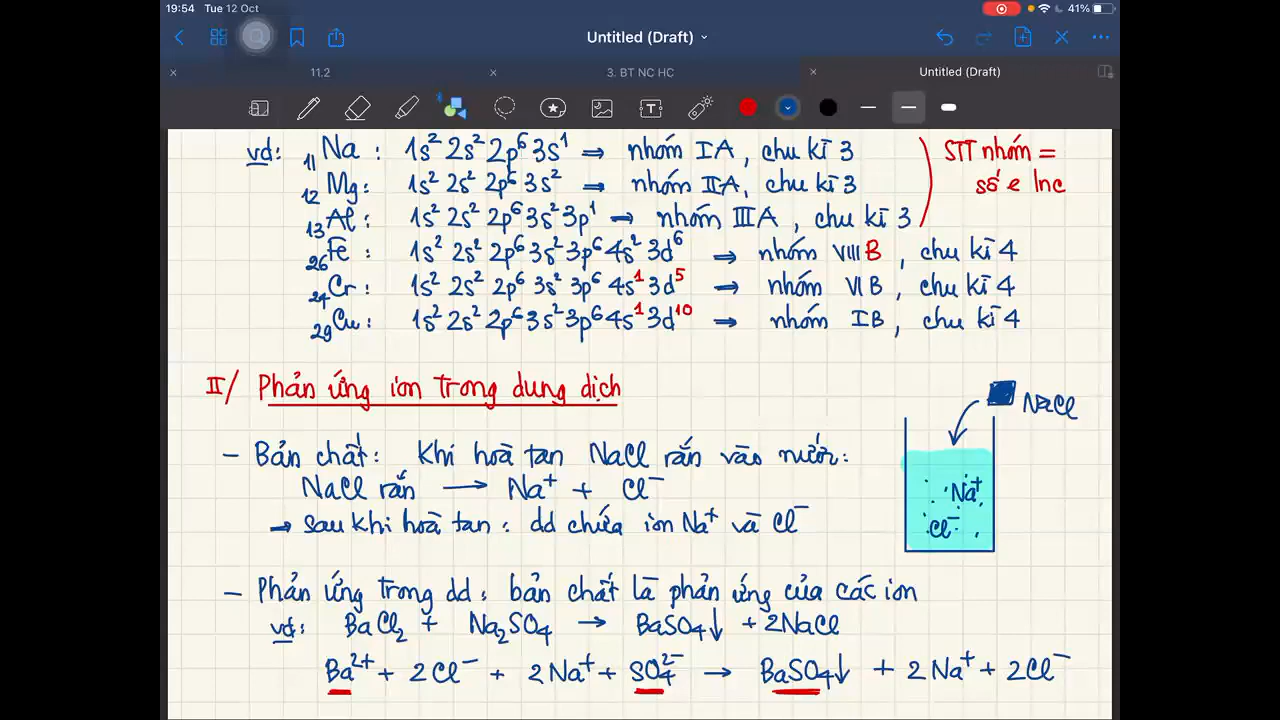 19:54 Tue 12 Oct 41%
Untitled (Draft)
11.2 3. BT NC HC Untitled (Draft)
vd: ₁₁Na : 1s² 2s² 2p⁶ 3s¹ ⇒ nhóm IA, chu kì 3
₁₂Mg: 1s² 2s² 2p⁶ 3s² ⇒ nhóm IIA, chu kì 3
₁₃Al: 1s² 2s² 2p⁶ 3s² 3p¹ ⇒ nhóm IIIA, chu kì 3
STT nhóm =
số e lnc
₂₆Fe: 1s² 2s² 2p⁶ 3s² 3p⁶ 4s² 3d⁶ ⇒ nhóm VIIIB, chu kì 4
₂₄Cr: 1s² 2s² 2p⁶ 3s² 3p⁶ 4s¹ 3d⁵ ⇒ nhóm VIB, chu kì 4
₂₉Cu: 1s² 2s² 2p⁶ 3s² 3p⁶ 4s¹ 3d¹⁰ ⇒ nhóm IB, chu kì 4
II/ Phản ứng ion trong dung dịch
NaCl
- Bản chất: Khi hoà tan NaCl rắn vào nước:
NaCl rắn → Na⁺ + Cl⁻
→ sau khi hoà tan: dd chứa ion Na⁺ và Cl⁻
Na⁺
Cl⁻
- Phản ứng trong dd: bản chất là phản ứng của các ion
vd: BaCl₂ + Na₂SO₄ → BaSO₄↓ + 2NaCl
Ba²⁺ + 2Cl⁻ + 2Na⁺ + SO₄²⁻ → BaSO₄↓ + 2Na⁺ + 2Cl⁻